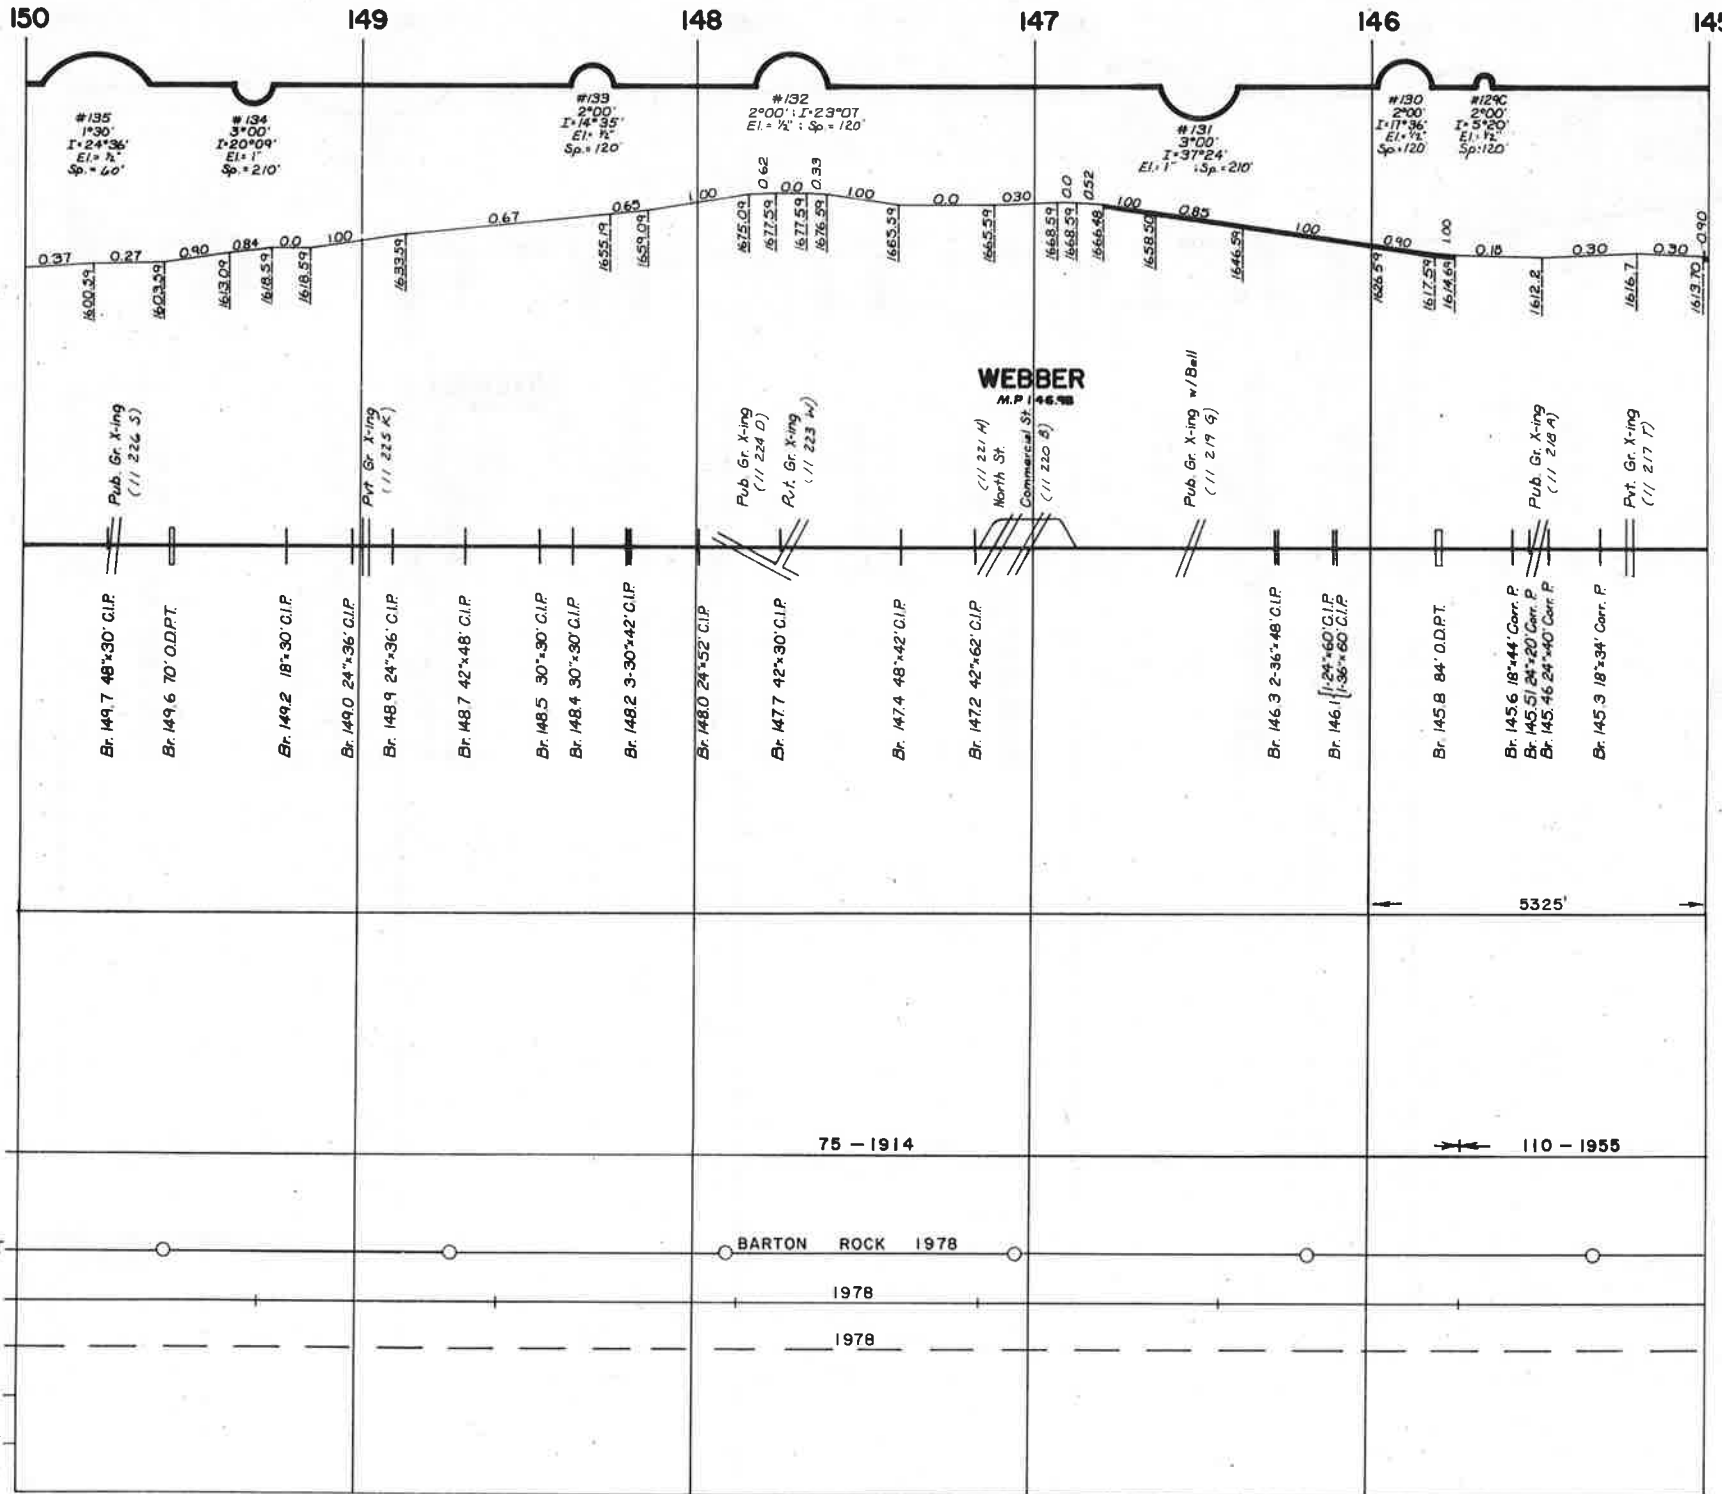 150
149
148
147
146
145
#135
1°30'
I=24°36'
El.= ½"
Sp.= 60'
#134
3°00'
I=20°09'
El.= 1"
Sp.= 210'
#133
2°00'
I=14°35'
El.= ½"
Sp.=120'
#132
2°00' ; I=23°07
El.= ½" ; Sp.= 120'
#131
3°00'
I=37°24'
El.=1" ; Sp.=210'
#130
2°00'
I=17°36'
El.=½"
Sp.=120'
#129C
2°00'
I=5°20'
El.=½"
Sp.=120'
0.37 0.27 0.90 0.84 0.0 1.00 0.67 0.65 1.00 0.62 0.0 0.33 1.00 0.0 0.30 0.0 0.52 1.00 0.85 1.00 0.90 1.00 0.18 0.30 0.30 0.90
1600.59 1603.59 1613.09 1618.59 1618.59 1633.59 1655.19 1659.09 1675.09 1677.59 1677.59 1676.59 1665.59 1665.59 1668.59 1668.59 1666.48 1658.50 1646.59 1626.59 1617.59 1614.69 1612.2 1616.7 1613.70
WEBBER
M.P 146.98
Pub. Gr. X-ing
(11 226 S)
Pvt Gr X-ing
(11 225 K)
Pub Gr. X-ing
(11 224 D)
Pvt. Gr. X-ing
(11 223 W)
(11 221 H)
North St.
Commercial St.
(11 220 B)
Pub. Gr. X-ing w/Bell
(11 219 G)
Pub. Gr. X-ing
(11 218 A)
Pvt. Gr. X-ing
(11 217 T)
Br. 149.7 48"x30' C.I.P.
Br. 149.6 70' O.D.P.T.
Br. 149.2 18"x30' C.I.P.
Br. 149.0 24"x36' C.I.P.
Br. 148.9 24"x36' C.I.P.
Br. 148.7 42"x48' C.I.P.
Br. 148.5 30"x30' C.I.P.
Br. 148.4 30"x30' C.I.P.
Br. 148.2 3-30"x42' C.I.P.
Br. 148.0 24"x52' C.I.P.
Br. 147.7 42"x30' C.I.P.
Br. 147.4 48"x42' C.I.P.
Br. 147.2 42"x62' C.I.P.
Br. 146.3 2-36"x48' C.I.P.
Br. 146.1 {1-24"x60' C.I.P.
1-36"x60' C.I.P.
Br. 145.8 84' O.D.P.T.
Br. 145.6 18"x44' Corr. P.
Br. 145.51 24"x20' Corr. P.
Br. 145.46 24"x40' Corr. P.
Br. 145.3 18"x34' Corr. P.
5325'
75 – 1914
110 – 1955
BARTON ROCK 1978
1978
1978